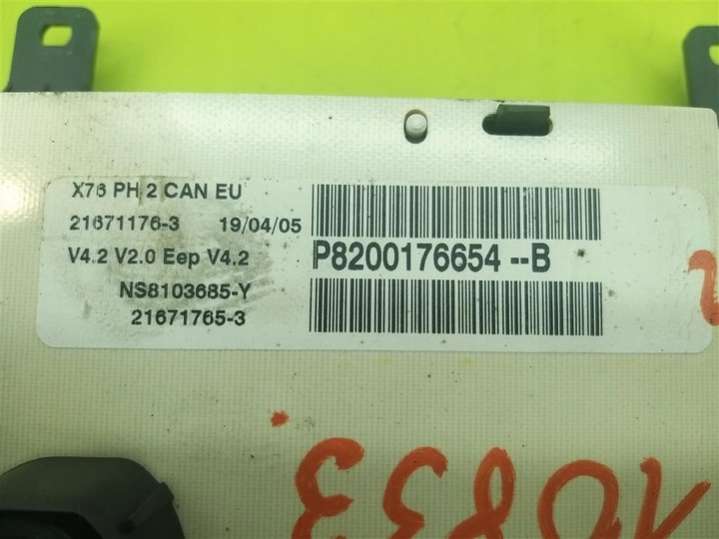 X76 PH 2 CAN EU
21671176-3 19/04/05
V4.2 V2.0 Eep V4.2
P8200176654 --B
NS8103685-Y
21671765-3
10833